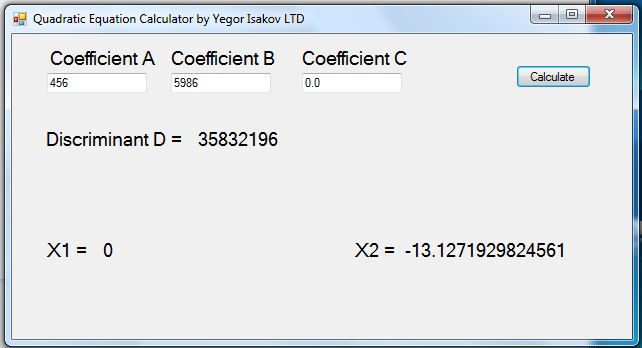 Quadratic Equation Calculator by Yegor Isakov LTD
Coefficient A Coefficient B Coefficient C
456 5986 0.0 Calculate
Discriminant D = 35832196
X1 = 0 X2 = -13.1271929824561